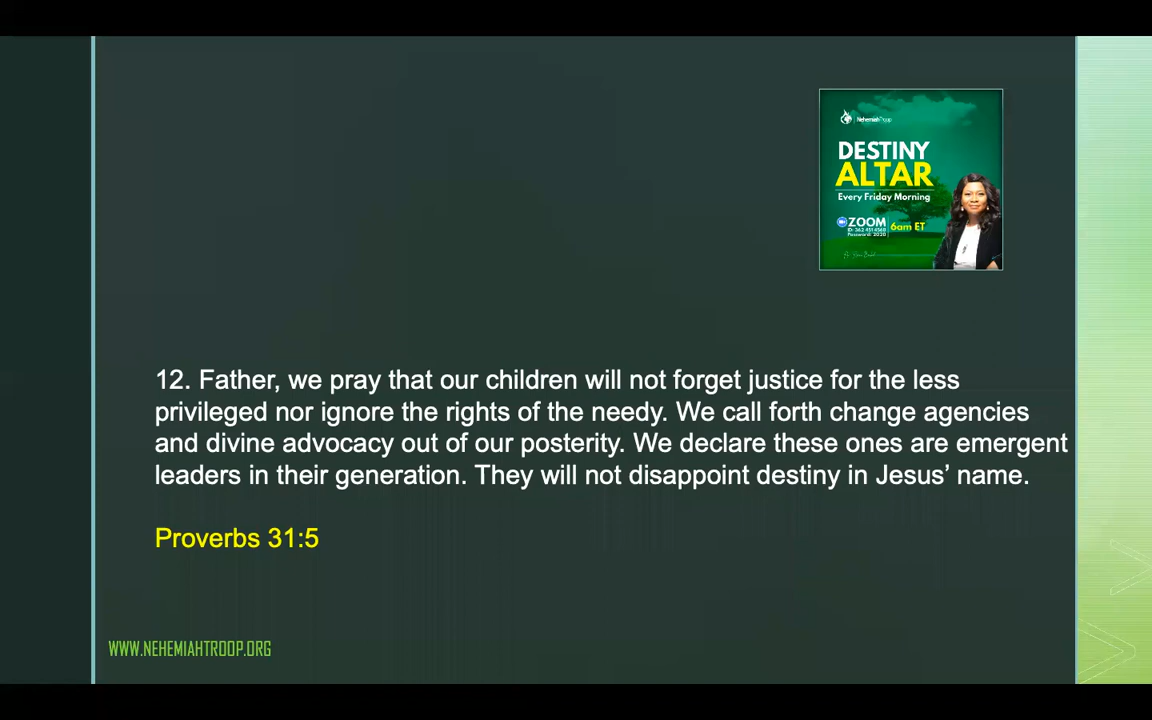 NehemiahTroop
DESTINY
ALTAR
Every Friday Morning
ZOOM
6am ET
12. Father, we pray that our children will not forget justice for the less
privileged nor ignore the rights of the needy. We call forth change agencies
and divine advocacy out of our posterity. We declare these ones are emergent
leaders in their generation. They will not disappoint destiny in Jesus’ name.
Proverbs 31:5
WWW.NEHEMIAHTROOP.ORG